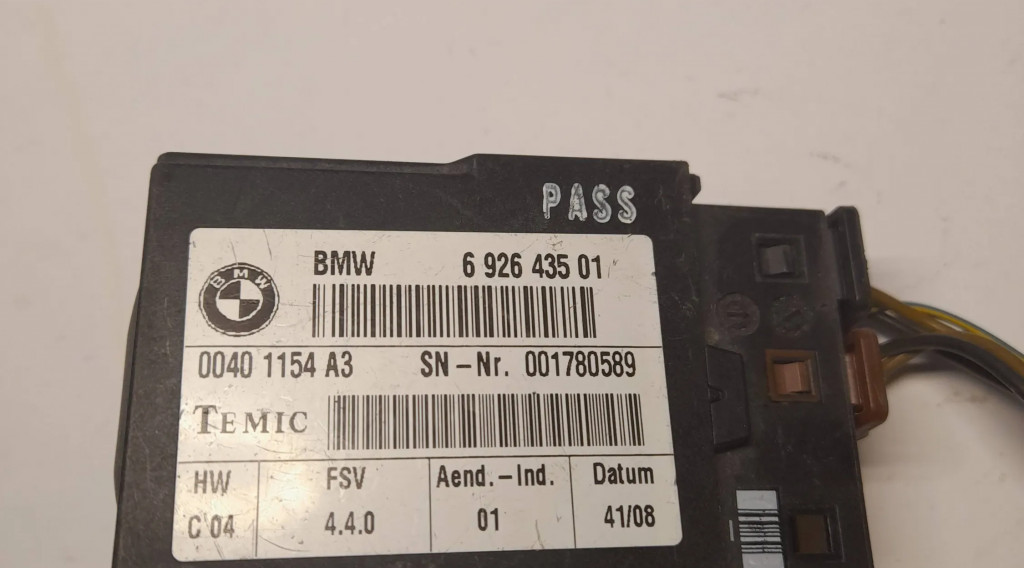 PASS
BMW 6 926 435 01
BMW
0040 1154 A3 SN-Nr. 001780589
TEMIC
HW FSV Aend.-Ind. Datum
C 04 4.4.0 01 41/08